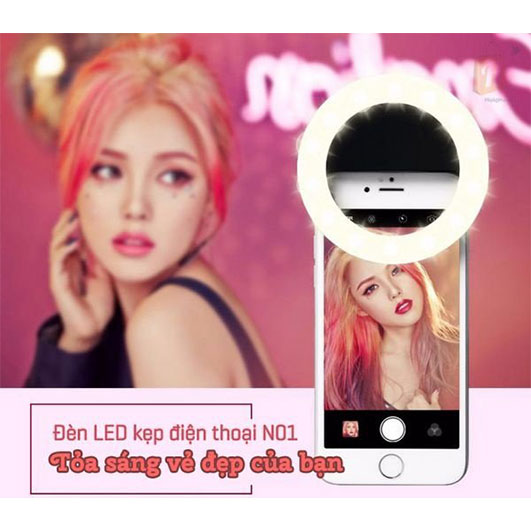 Đèn LED kẹp điện thoại N01
Tỏa sáng vẻ đẹp của bạn